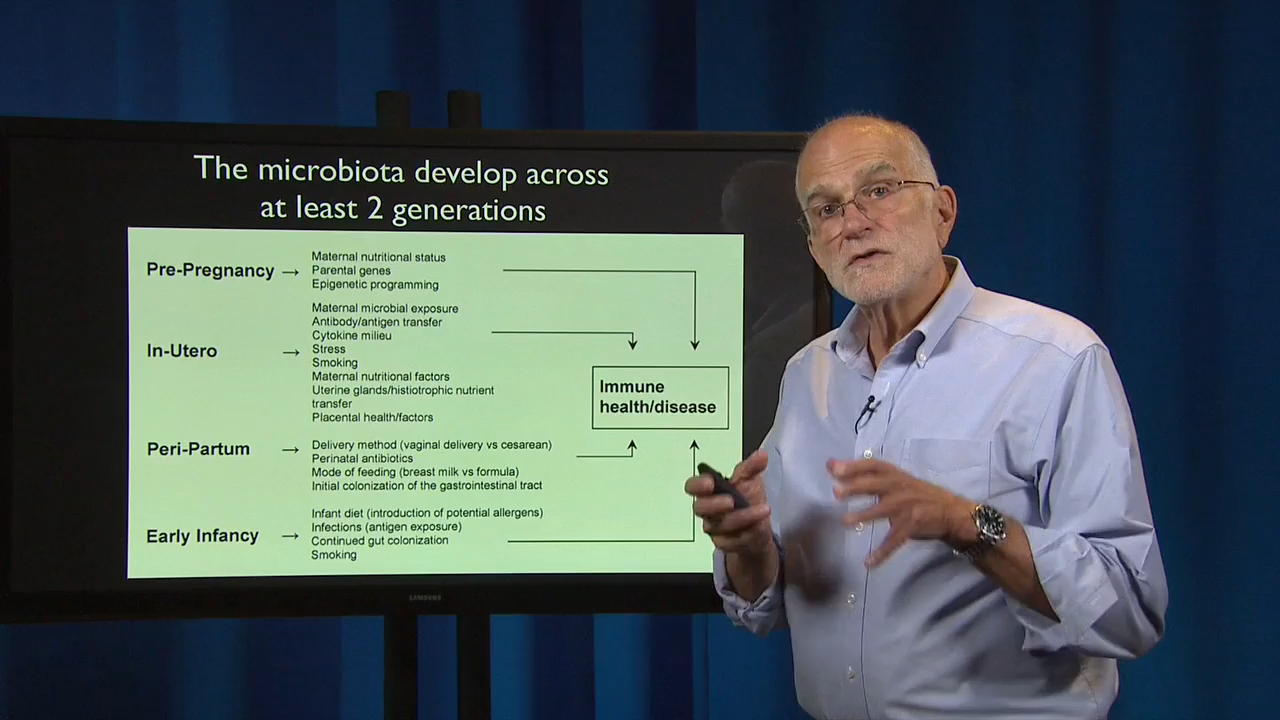 The microbiota develop across
at least 2 generations
Pre-Pregnancy →
Maternal nutritional status
Parental genes
Epigenetic programming
In-Utero →
Maternal microbial exposure
Antibody/antigen transfer
Cytokine milieu
Stress
Smoking
Maternal nutritional factors
Uterine glands/histiotrophic nutrient
transfer
Placental health/factors
Immune
health/disease
Peri-Partum →
Delivery method (vaginal delivery vs cesarean)
Perinatal antibiotics
Mode of feeding (breast milk vs formula)
Initial colonization of the gastrointestinal tract
Early Infancy →
Infant diet (introduction of potential allergens)
Infections (antigen exposure)
Continued gut colonization
Smoking
SAMSUNG